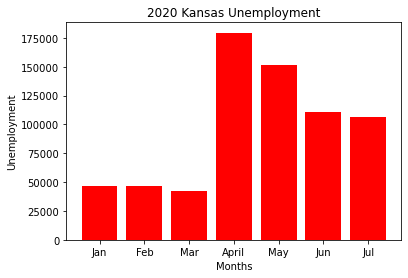 2020 Kansas Unemployment
175000
150000
125000
100000
75000
50000
25000
0
Unemployment
Jan Feb Mar April May Jun Jul
Months